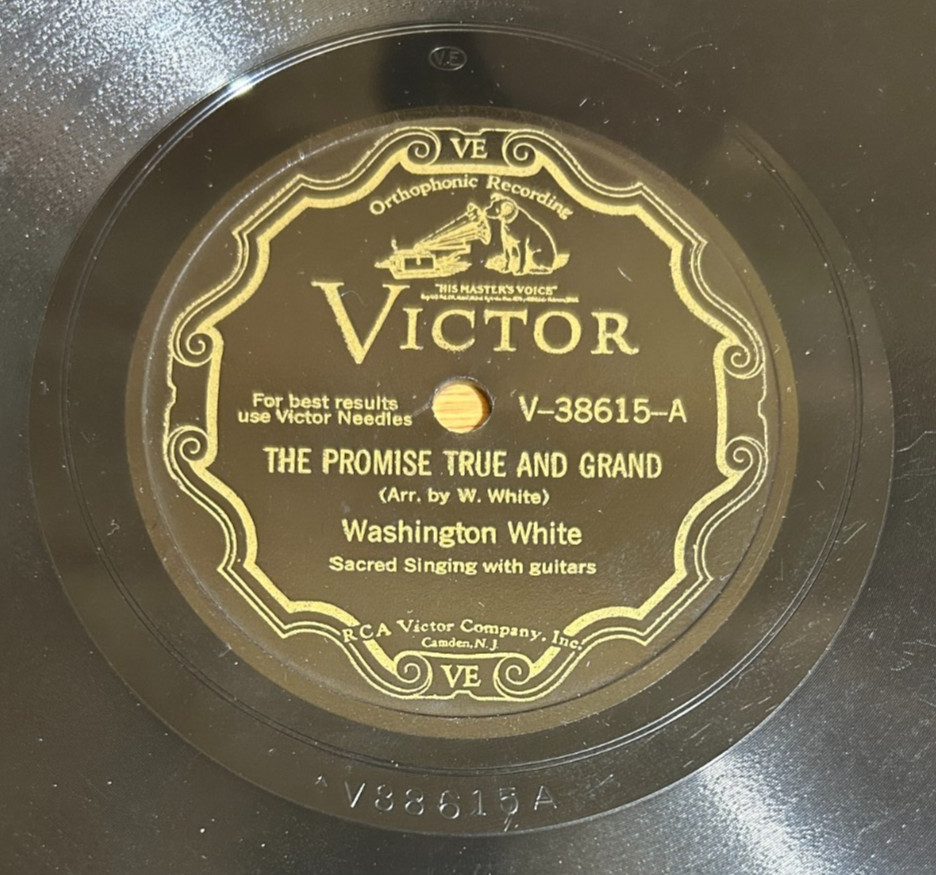 VE
VE
Orthophonic Recording
"HIS MASTER'S VOICE"
VICTOR
For best results
use Victor Needles
V-38615-A
THE PROMISE TRUE AND GRAND
(Arr. by W. White)
Washington White
Sacred Singing with guitars
RCA Victor Company, Inc.
Camden, N. J.
VE
V38615A